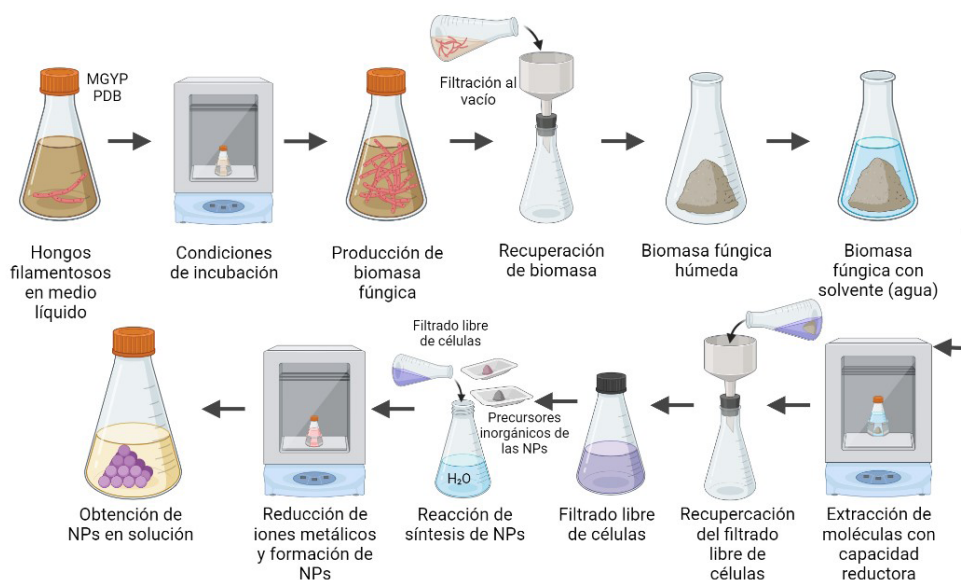 MGYP
PDB
Filtración al
vacío
Hongos
filamentosos
en medio
líquido
Condiciones
de incubación
Producción de
biomasa
fúngica
Recuperación
de biomasa
Biomasa fúngica
húmeda
Biomasa
fúngica con
solvente (agua)
Filtrado libre
de células
Precursores
inorgánicos de
las NPs
H₂O
Obtención de
NPs en solución
Reducción de
iones metálicos
y formación de
NPs
Reacción de
síntesis de NPs
Filtrado libre
de células
Recupercación
del filtrado
libre de
células
Extracción de
moléculas con
capacidad
reductora